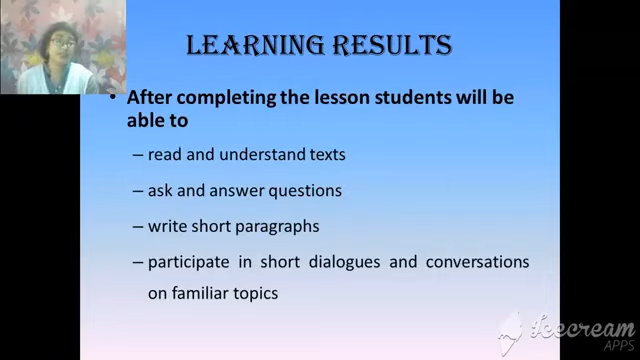 LEARNING RESULTS
• After completing the lesson students will be
able to
– read and understand texts
– ask and answer questions
– write short paragraphs
– participate in short dialogues and conversations
on familiar topics
Icecream
APPS